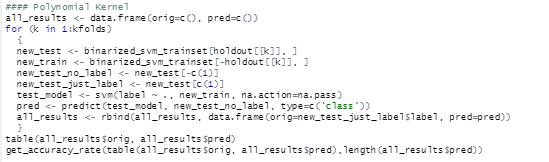 #### Polynomial Kernel
all_results <- data.frame(orig=c(), pred=c())
for (k in 1:kfolds)
{
new_test <- binarized_svm_trainset[holdout[[k]], ]
new_train <- binarized_svm_trainset[-holdout[[k]], ]
new_test_no_label <- new_test[-c(1)]
new_test_just_label <- new_test[c(1)]
test_model <- svm(label ~ ., new_train, na.action=na.pass)
pred <- predict(test_model, new_test_no_label, type=c('class'))
all_results <- rbind(all_results, data.frame(orig=new_test_just_label$label, pred=pred))
}
table(all_results$orig, all_results$pred)
get_accuracy_rate(table(all_results$orig, all_results$pred),length(all_results$pred))